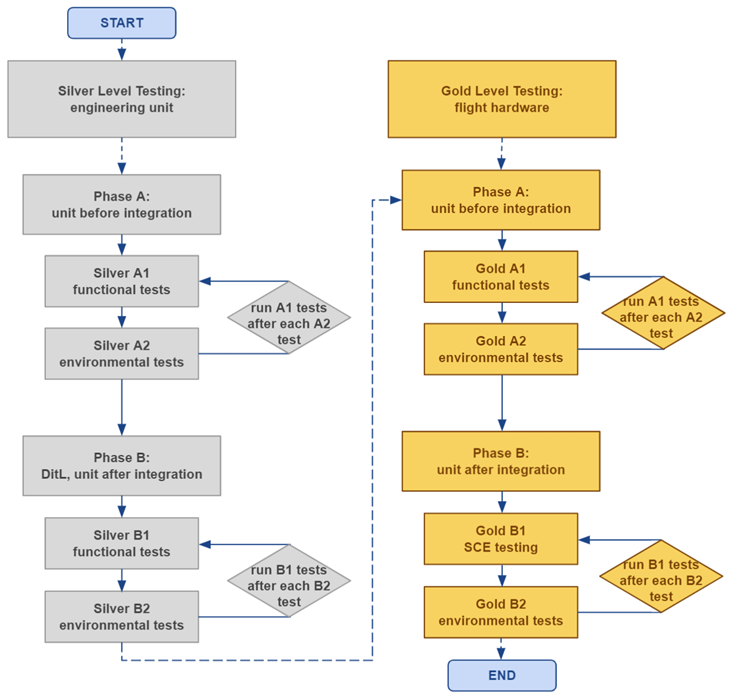 START
Silver Level Testing:
engineering unit
Phase A:
unit before integration
Silver A1
functional tests
run A1 tests
after each A2
test
Silver A2
environmental tests
Phase B:
DitL, unit after integration
Silver B1
functional tests
run B1 tests
after each B2
test
Silver B2
environmental tests
Gold Level Testing:
flight hardware
Phase A:
unit before integration
Gold A1
functional tests
run A1 tests
after each A2
test
Gold A2
environmental tests
Phase B:
unit after integration
Gold B1
SCE testing
run B1 tests
after each B2
test
Gold B2
environmental tests
END